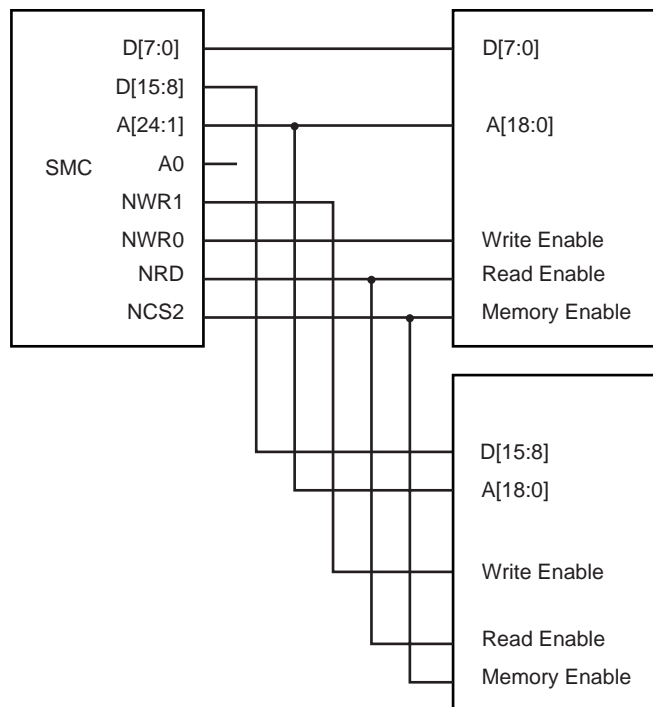 D[7:0]
D[15:8]
A[24:1]
SMC
A0
NWR1
NWR0
NRD
NCS2
D[7:0]
A[18:0]
Write Enable
Read Enable
Memory Enable
D[15:8]
A[18:0]
Write Enable
Read Enable
Memory Enable